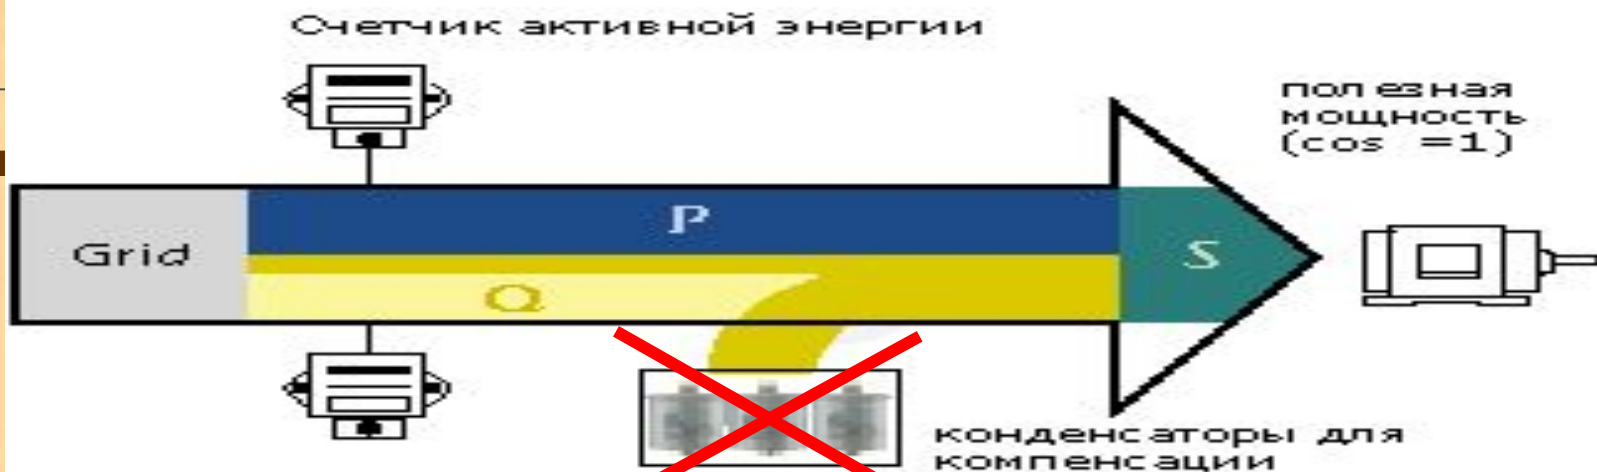 Счетчик активной энергии
полезная
мощность
(cos =1)
Grid
P
Q
S
конденсаторы для
компенсации